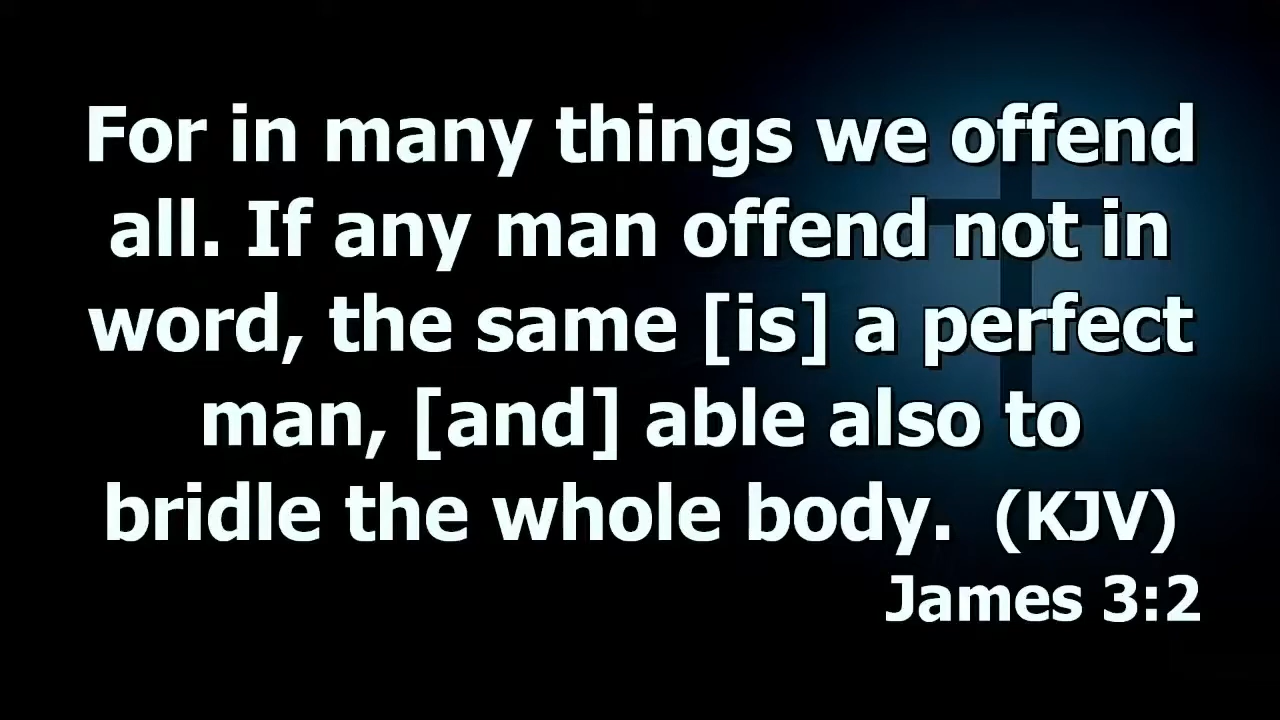 For in many things we offend
all. If any man offend not in
word, the same [is] a perfect
man, [and] able also to
bridle the whole body. (KJV)
James 3:2